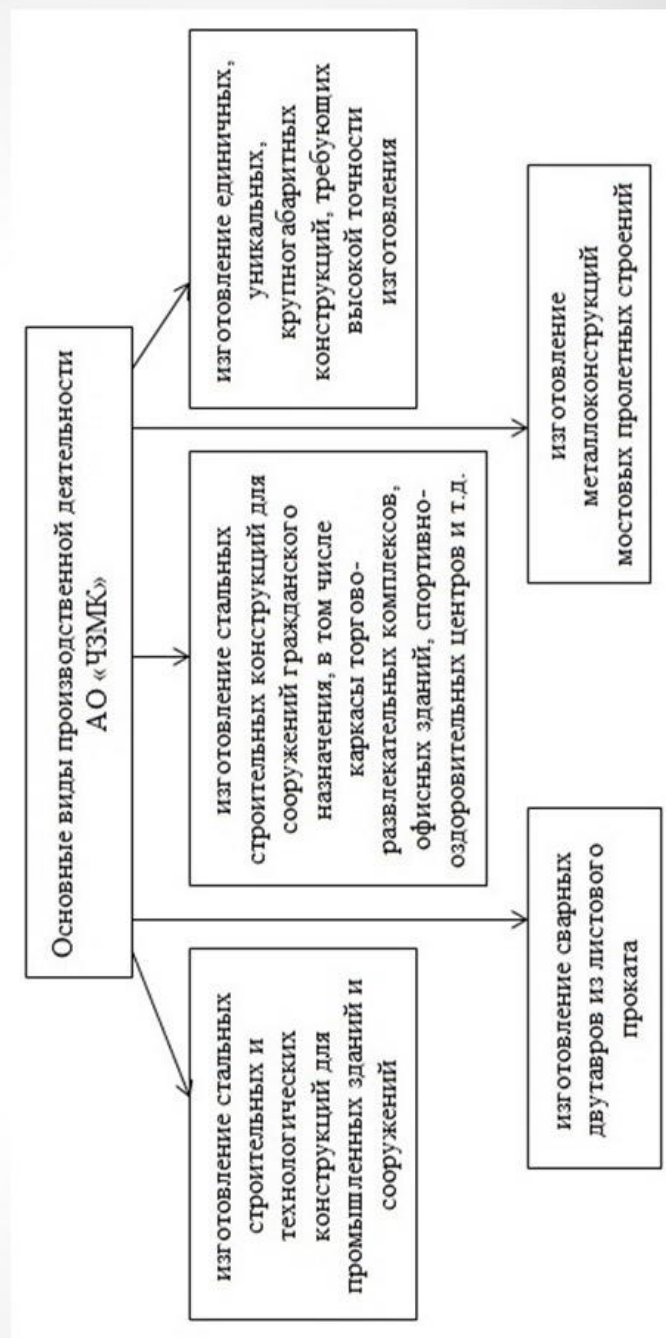 Основные виды производственной деятельности
АО «ЧЗМК»
изготовление стальных
строительных и
технологических
конструкций для
промышленных зданий и
сооружений
изготовление стальных
строительных конструкций для
сооружений гражданского
назначения, в том числе
каркасы торгово-
развлекательных комплексов,
офисных зданий, спортивно-
оздоровительных центров и т.д.
изготовление единичных,
уникальных,
крупногабаритных
конструкций, требующих
высокой точности
изготовления
изготовление сварных
двутавров из листового
проката
изготовление
металлоконструкций
мостовых пролетных строений